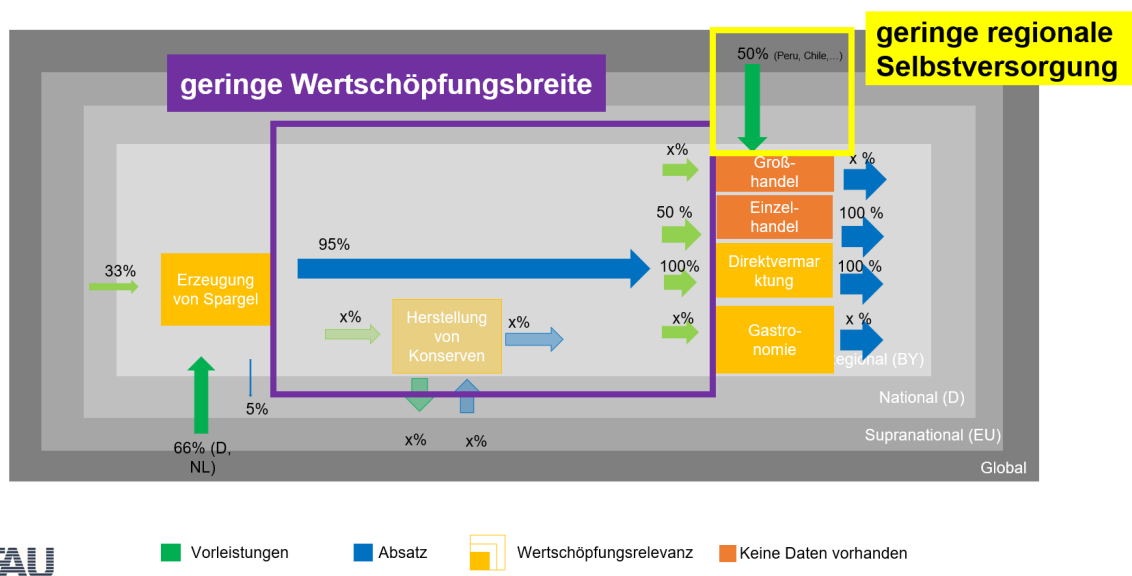 geringe regionale
Selbstversorgung
50% (Peru, Chile,...)
geringe Wertschöpfungsbreite
x%
Groß-
handel
x %
50 %
Einzel-
handel
100 %
95%
33%
Erzeugung
von Spargel
100%
Direktvermar
ktung
100 %
x%
Herstellung
von
Konserven
x%
x%
Gastro-
nomie
x %
Regional (BY)
5%
National (D)
66% (D,
NL)
x%
x%
Supranational (EU)
Global
FAU
Vorleistungen
Absatz
Wertschöpfungsrelevanz
Keine Daten vorhanden